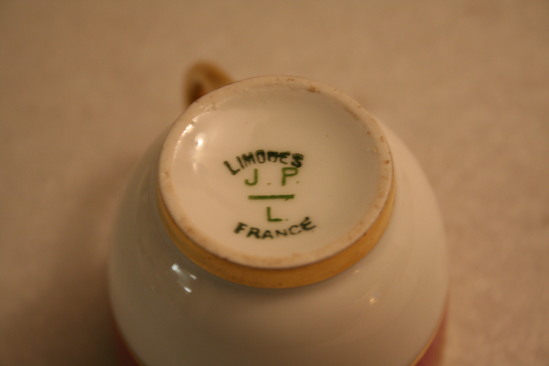 LIMOGES
J.P.
L.
FRANCE